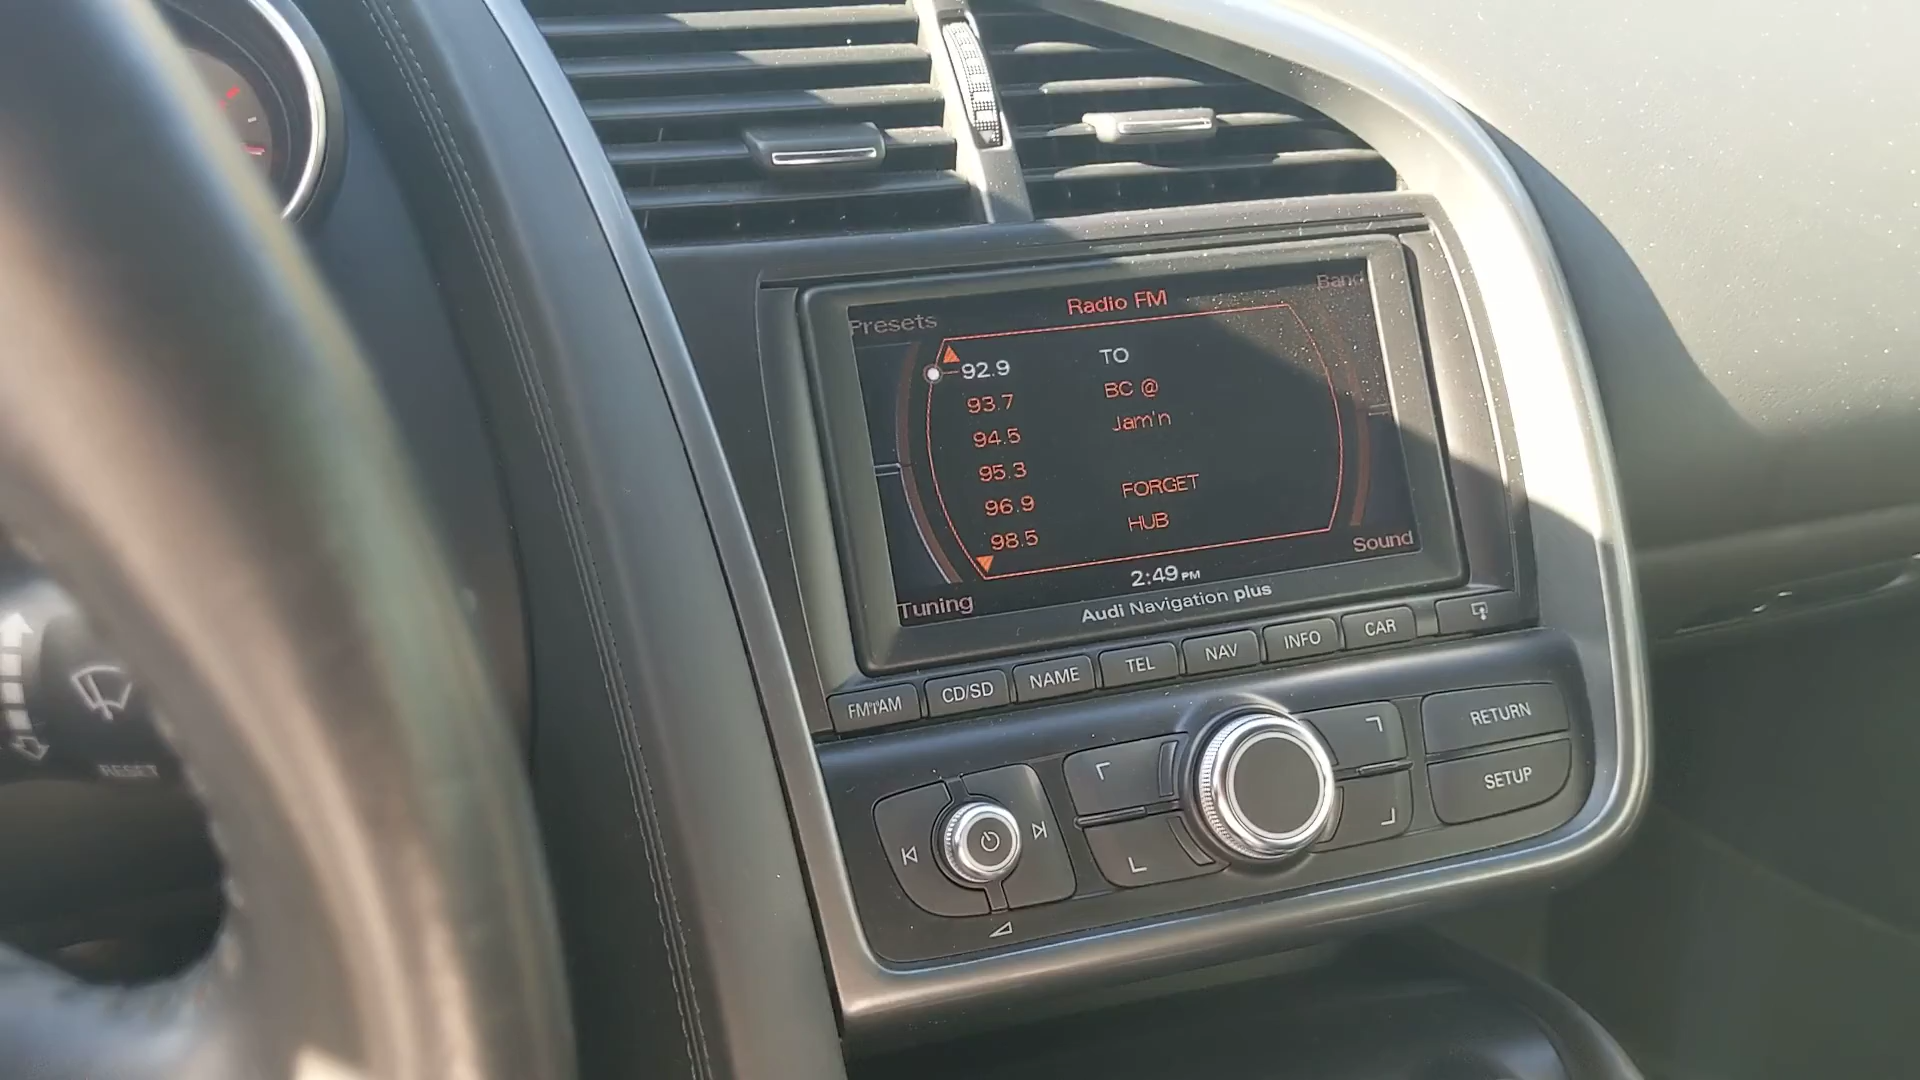 Radio FM
Band
Presets
92.9 TO
93.7 BC @
94.5 Jam'n
95.3
96.9 FORGET
98.5 HUB
Sound
2:49 PM
Tuning
Audi Navigation plus
FM/AM
CD/SD
NAME
TEL
NAV
INFO
CAR
RETURN
SETUP
RESET